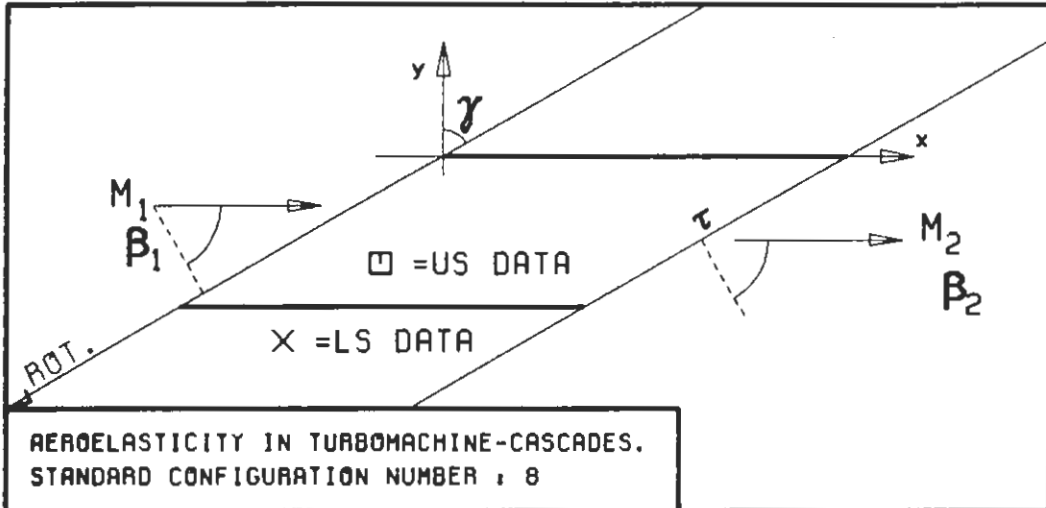 y
γ
x
M₁
β₁
τ
M₂
β₂
□ =US DATA
× =LS DATA
ROT.
AEROELASTICITY IN TURBOMACHINE-CASCADES.
STANDARD CONFIGURATION NUMBER : 8